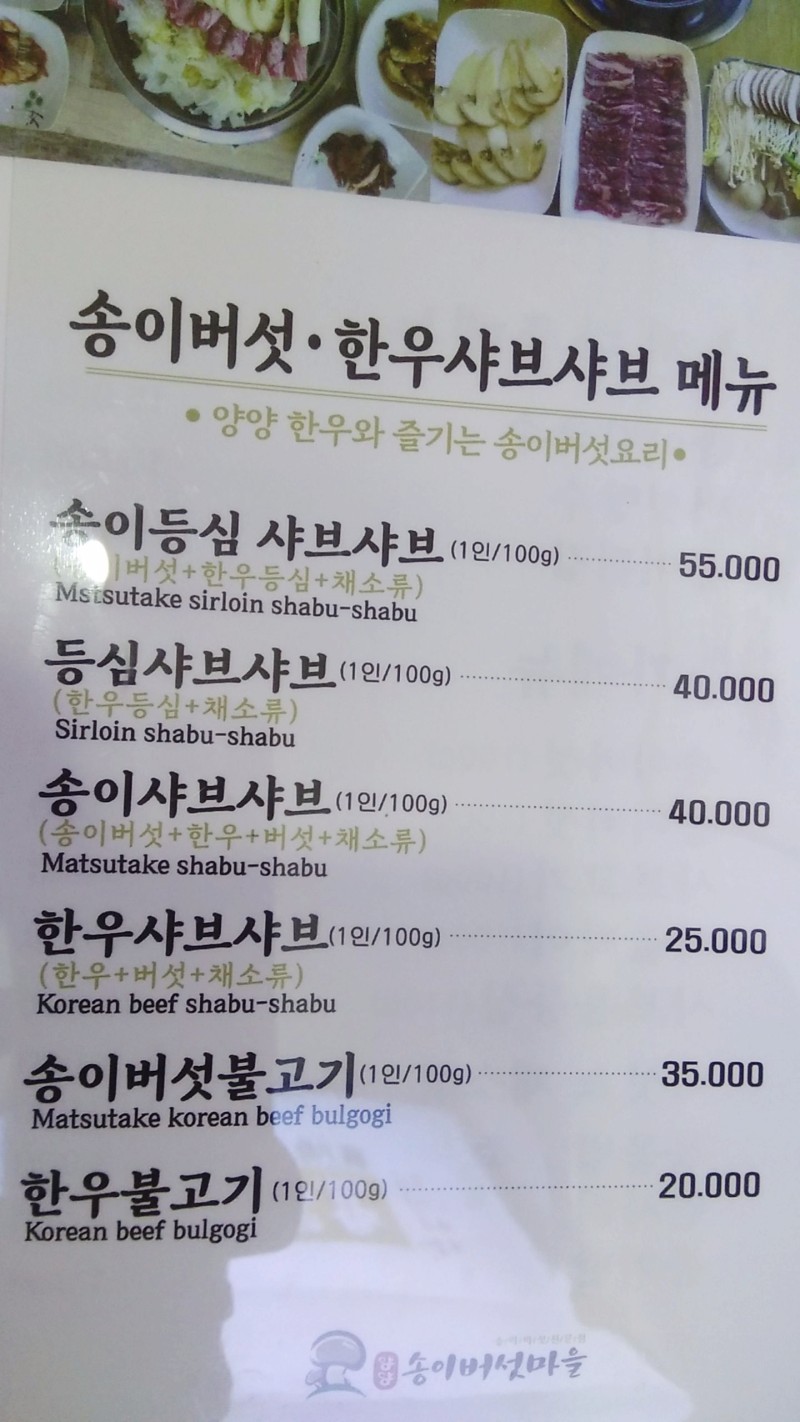 송이버섯·한우샤브샤브 메뉴
• 양양 한우와 즐기는 송이버섯요리 •
송이등심 샤브샤브 (1인/100g) 55.000
(송이버섯+한우등심+채소류)
Mstsutake sirloin shabu-shabu
등심샤브샤브 (1인/100g) 40.000
(한우등심+채소류)
Sirloin shabu-shabu
송이샤브샤브 (1인/100g) 40.000
(송이버섯+한우+버섯+채소류)
Matsutake shabu-shabu
한우샤브샤브 (1인/100g) 25.000
(한우+버섯+채소류)
Korean beef shabu-shabu
송이버섯불고기 (1인/100g) 35.000
Matsutake korean beef bulgogi
한우불고기 (1인/100g) 20.000
Korean beef bulgogi
양양 송이버섯마을